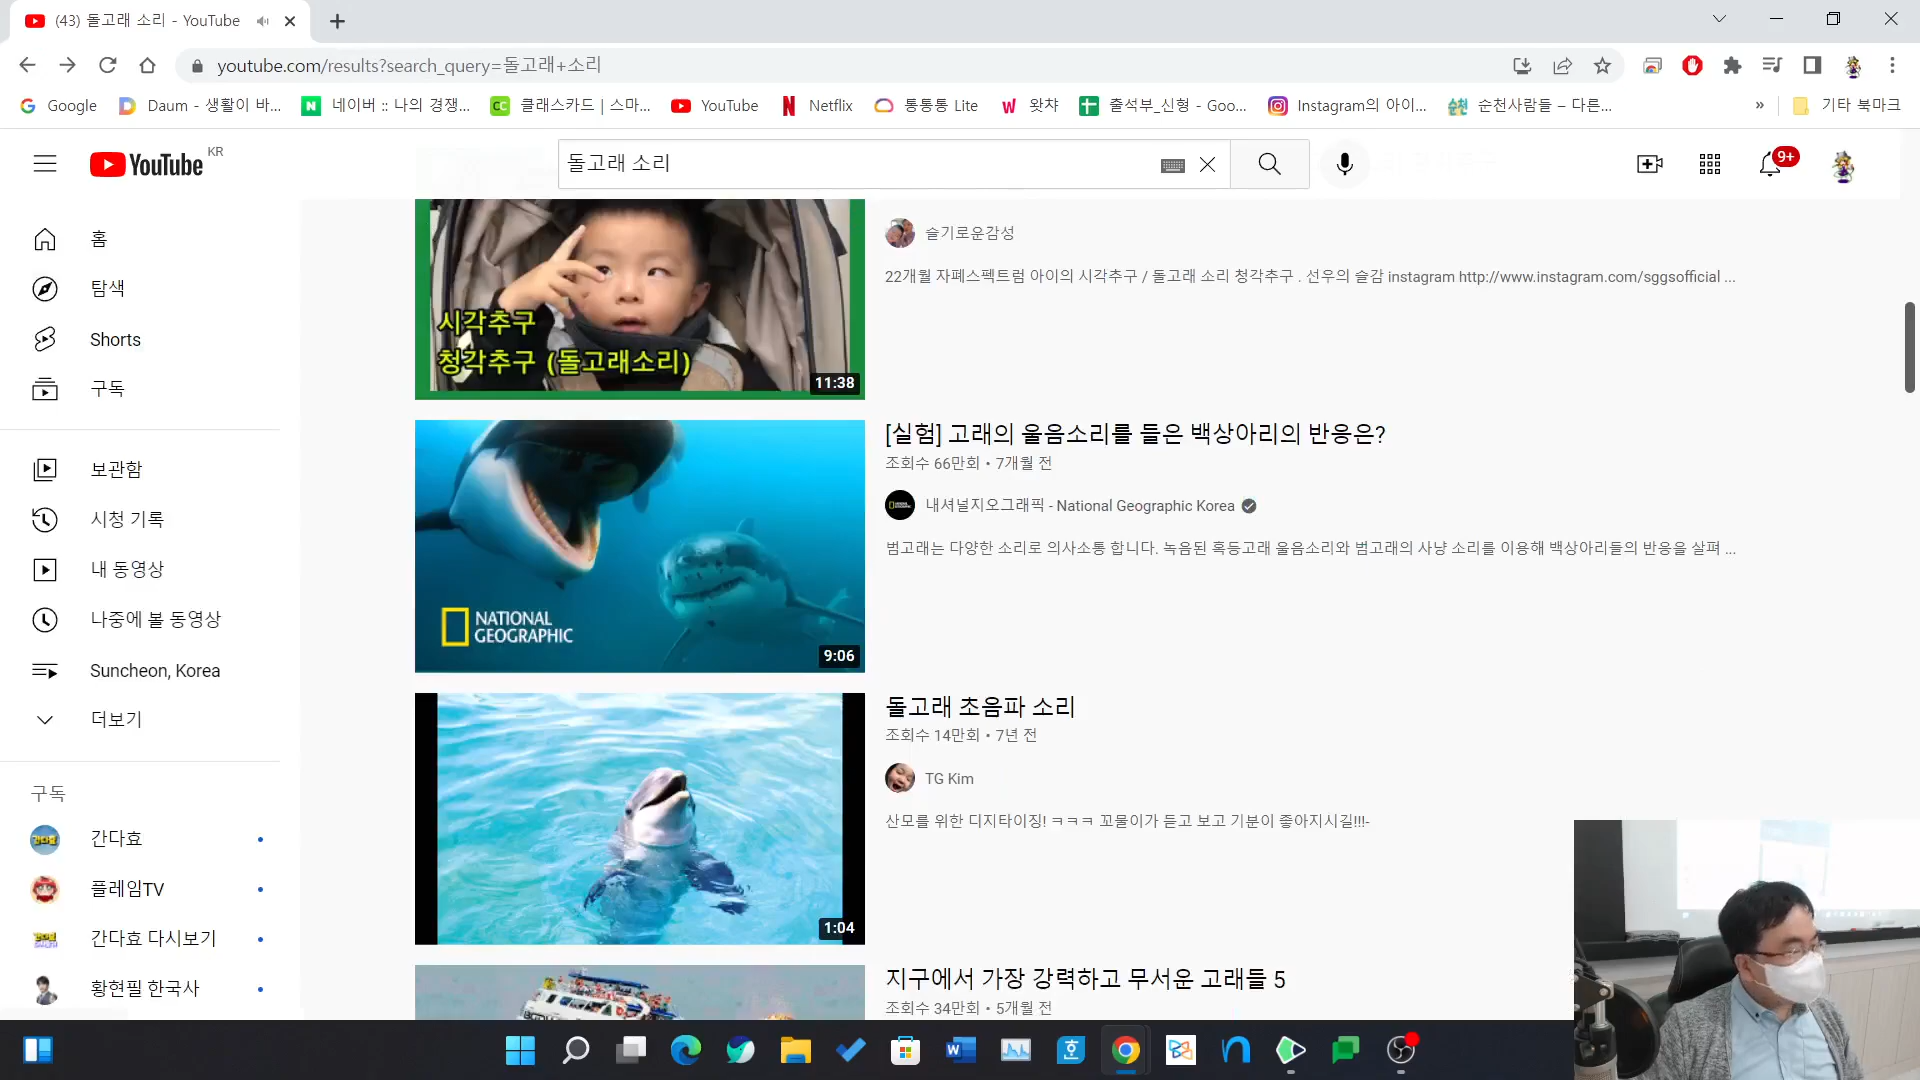 (43) 돌고래 소리 - YouTube
youtube.com/results?search_query=돌고래+소리
Google
Daum - 생활이 바...
네이버 :: 나의 경쟁...
클래스카드 | 스마...
YouTube
Netflix
통통통 Lite
왓챠
출석부_신형 - Goo...
Instagram의 아이...
순천사람들 – 다른...
»
기타 북마크
YouTube KR
돌고래 소리
9+
홈
탐색
Shorts
구독
보관함
시청 기록
내 동영상
나중에 볼 동영상
Suncheon, Korea
더보기
구독
간다효
플레임TV
간다효 다시보기
황현필 한국사
시각추구
청각추구 (돌고래소리)
11:38
슬기로운감성
22개월 자폐스펙트럼 아이의 시각추구 / 돌고래 소리 청각추구 . 선우의 슬감 instagram http://www.instagram.com/sggsofficial ...
NATIONAL
GEOGRAPHIC
9:06
[실험] 고래의 울음소리를 들은 백상아리의 반응은?
조회수 66만회 • 7개월 전
내셔널지오그래픽 - National Geographic Korea
범고래는 다양한 소리로 의사소통 합니다. 녹음된 혹등고래 울음소리와 범고래의 사냥 소리를 이용해 백상아리들의 반응을 살펴 ...
1:04
돌고래 초음파 소리
조회수 14만회 • 7년 전
TG Kim
산모를 위한 디지타이징! ㅋㅋㅋ 꼬물이가 듣고 보고 기분이 좋아지시길!!!-
지구에서 가장 강력하고 무서운 고래들 5
조회수 34만회 • 5개월 전